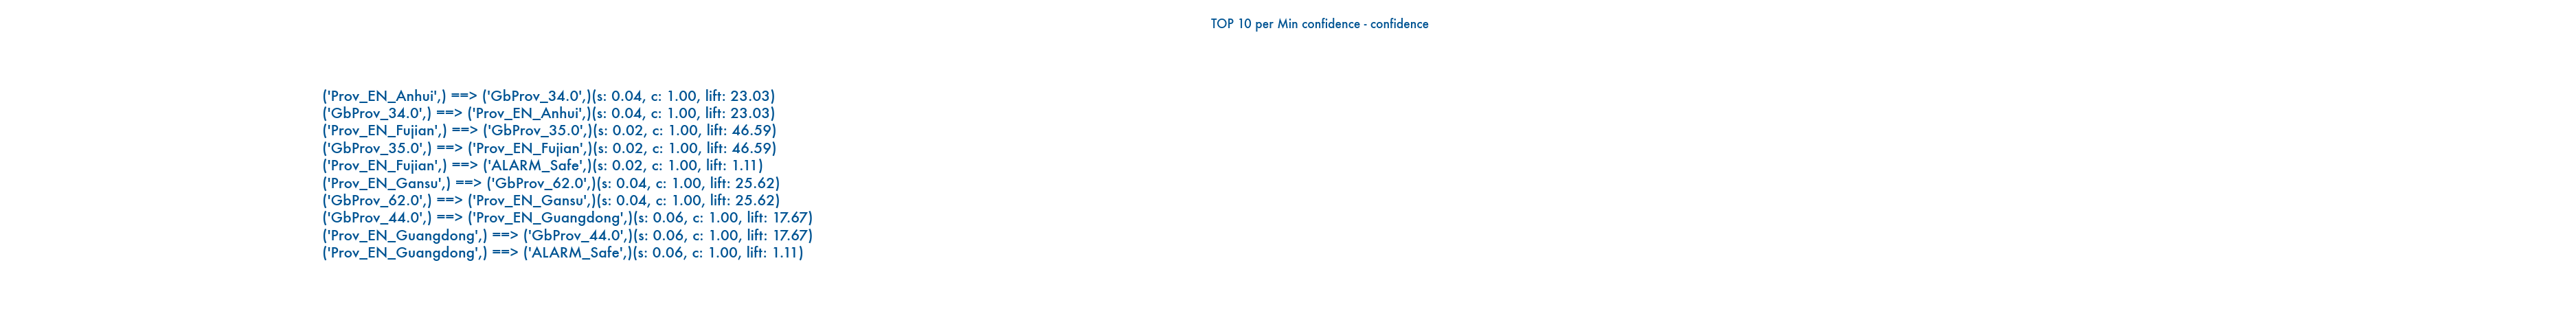 TOP 10 per Min confidence - confidence
('Prov_EN_Anhui',) ==> ('GbProv_34.0',)(s: 0.04, c: 1.00, lift: 23.03)
('GbProv_34.0',) ==> ('Prov_EN_Anhui',)(s: 0.04, c: 1.00, lift: 23.03)
('Prov_EN_Fujian',) ==> ('GbProv_35.0',)(s: 0.02, c: 1.00, lift: 46.59)
('GbProv_35.0',) ==> ('Prov_EN_Fujian',)(s: 0.02, c: 1.00, lift: 46.59)
('Prov_EN_Fujian',) ==> ('ALARM_Safe',)(s: 0.02, c: 1.00, lift: 1.11)
('Prov_EN_Gansu',) ==> ('GbProv_62.0',)(s: 0.04, c: 1.00, lift: 25.62)
('GbProv_62.0',) ==> ('Prov_EN_Gansu',)(s: 0.04, c: 1.00, lift: 25.62)
('GbProv_44.0',) ==> ('Prov_EN_Guangdong',)(s: 0.06, c: 1.00, lift: 17.67)
('Prov_EN_Guangdong',) ==> ('GbProv_44.0',)(s: 0.06, c: 1.00, lift: 17.67)
('Prov_EN_Guangdong',) ==> ('ALARM_Safe',)(s: 0.06, c: 1.00, lift: 1.11)